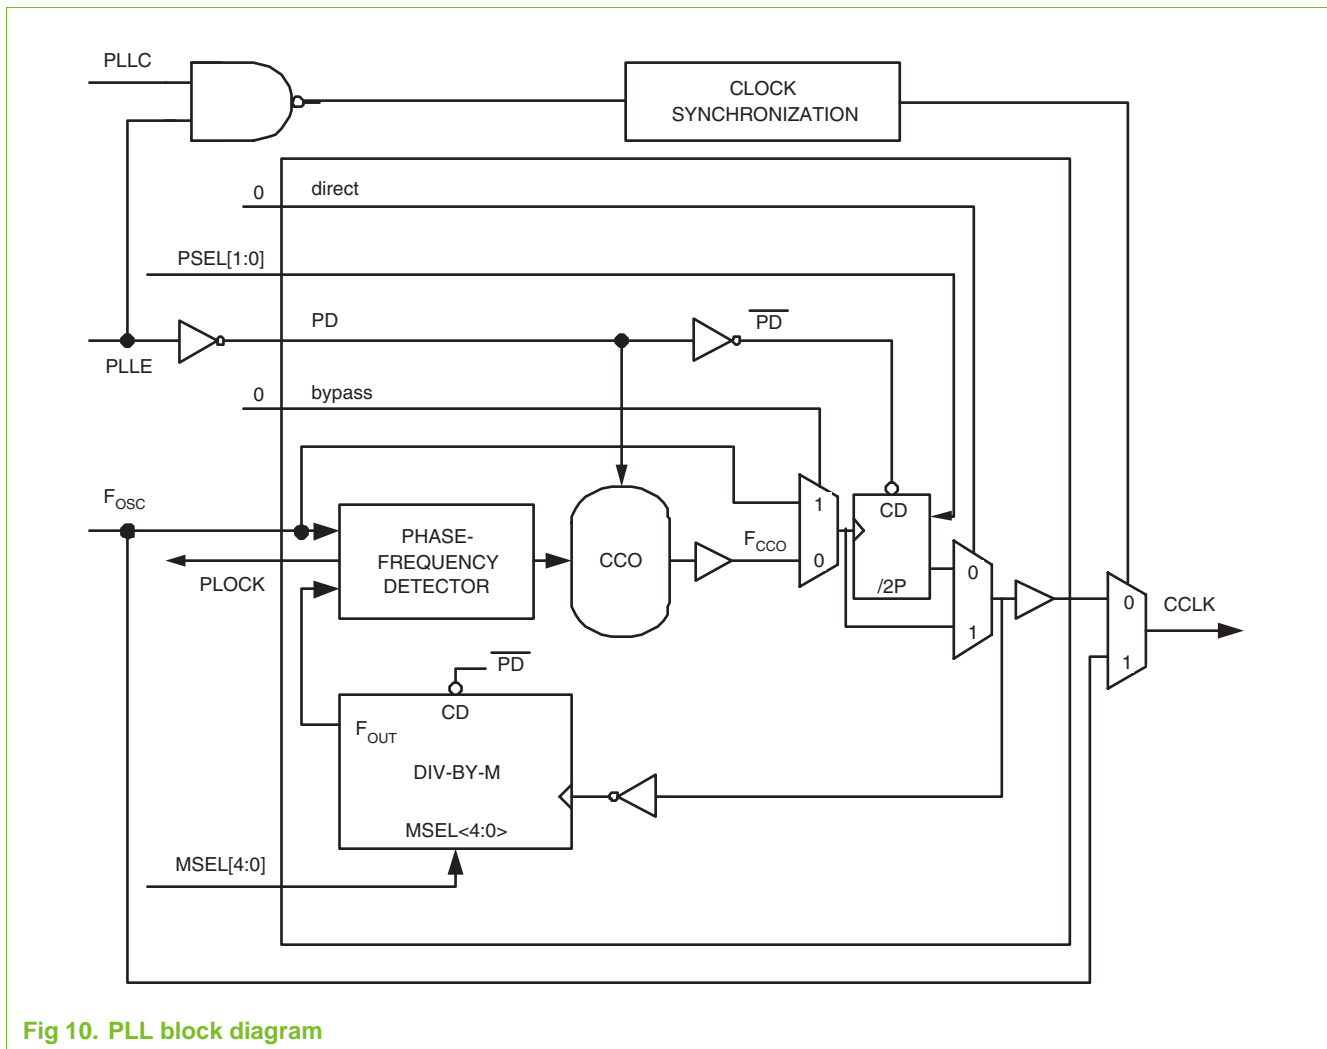 PLLC
CLOCK
SYNCHRONIZATION
0 direct
PSEL[1:0]
PD
PD
PLLE
0 bypass
FOSC
1
CD
PHASE-
FREQUENCY
DETECTOR
CCO
FCCO
0
0
PLOCK
/2P
0
CCLK
1
1
PD
CD
FOUT
DIV-BY-M
MSEL<4:0>
MSEL[4:0]
Fig 10. PLL block diagram